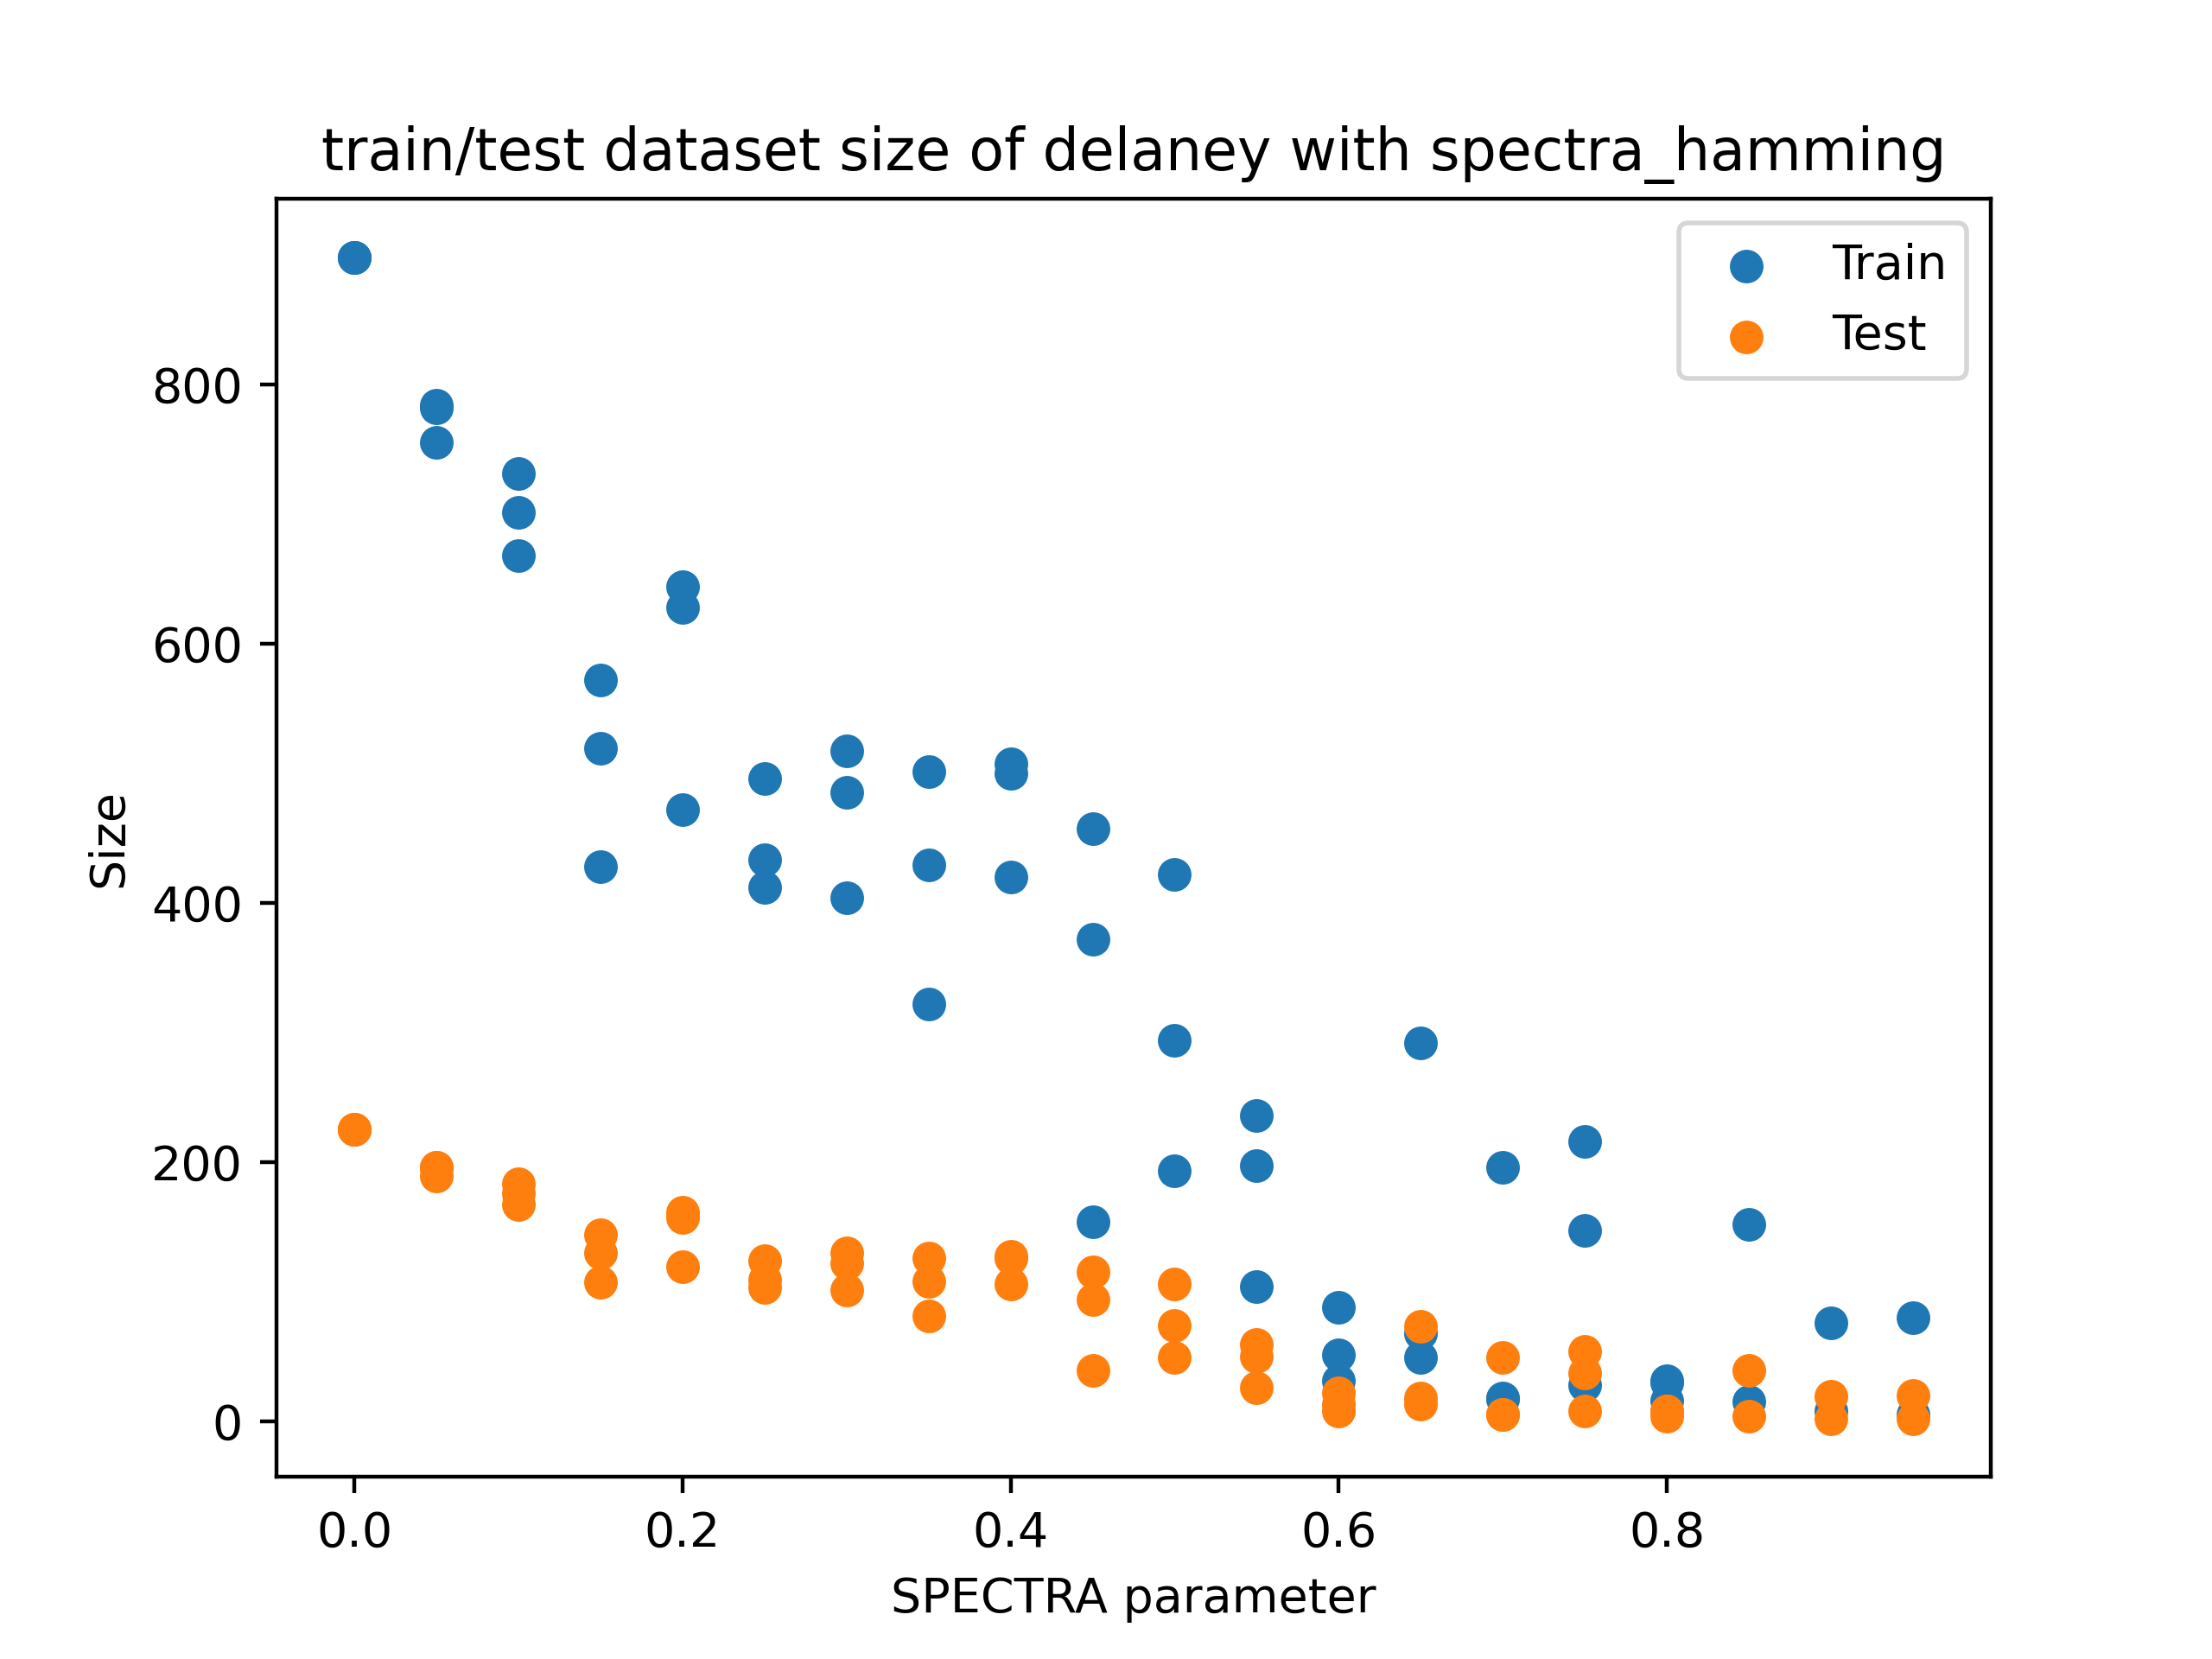 train/test dataset size of delaney with spectra_hamming
Train
Test
800
600
400
200
0
Size
0.0 0.2 0.4 0.6 0.8
SPECTRA parameter